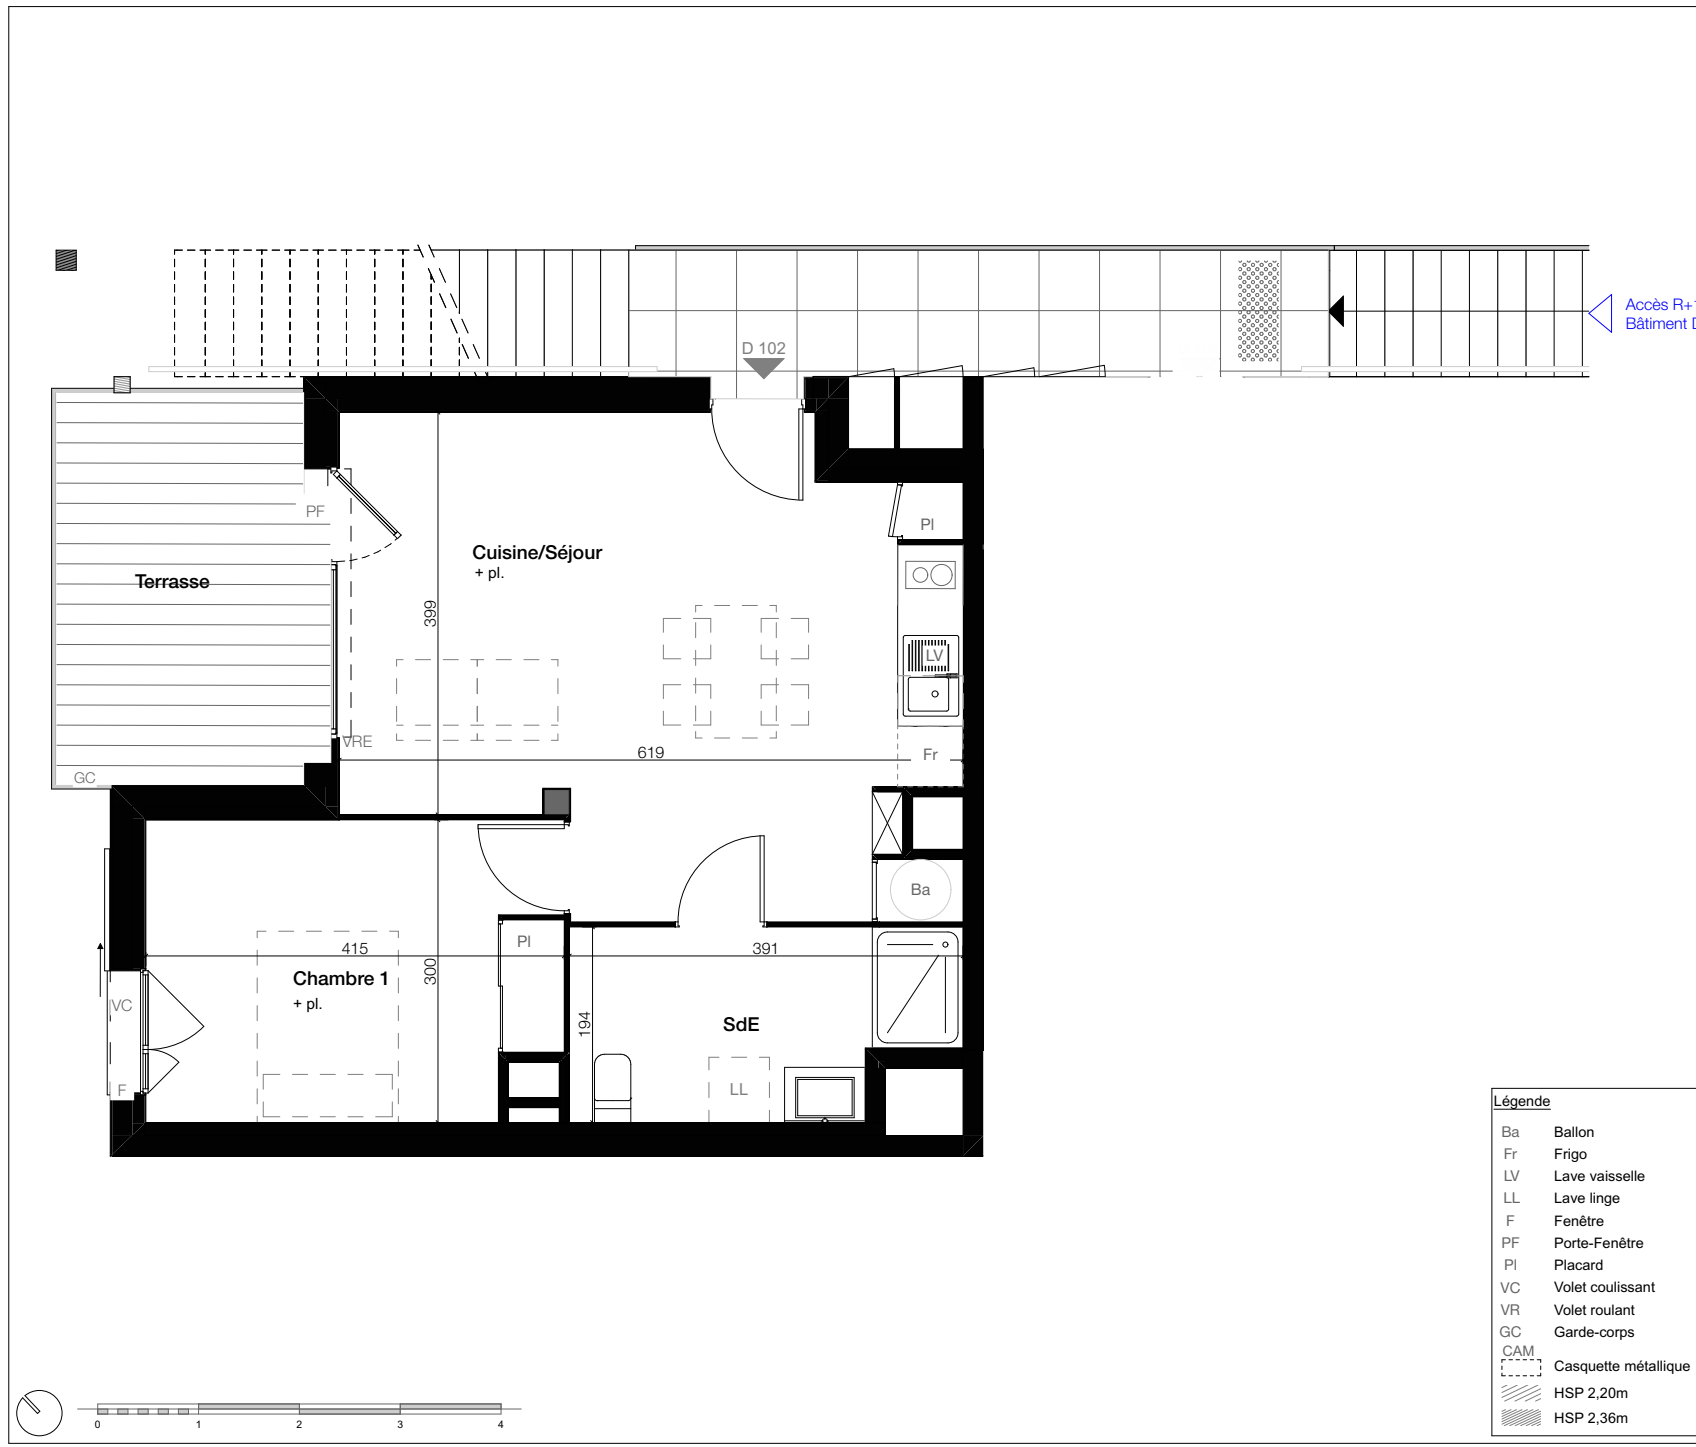 Accès R+1
Bâtiment D
D 102
PF
Pl
Cuisine/Séjour
+ pl.
Terrasse
399
LV
VRE
619
Fr
GC
Ba
Pl
415
391
Chambre 1
300
+ pl.
VC
194
SdE
F
LL
Légende
Ba Ballon
Fr Frigo
LV Lave vaisselle
LL Lave linge
F Fenêtre
PF Porte-Fenêtre
Pl Placard
VC Volet coulissant
VR Volet roulant
GC Garde-corps
CAM
Casquette métallique
HSP 2,20m
HSP 2,36m
0 1 2 3 4